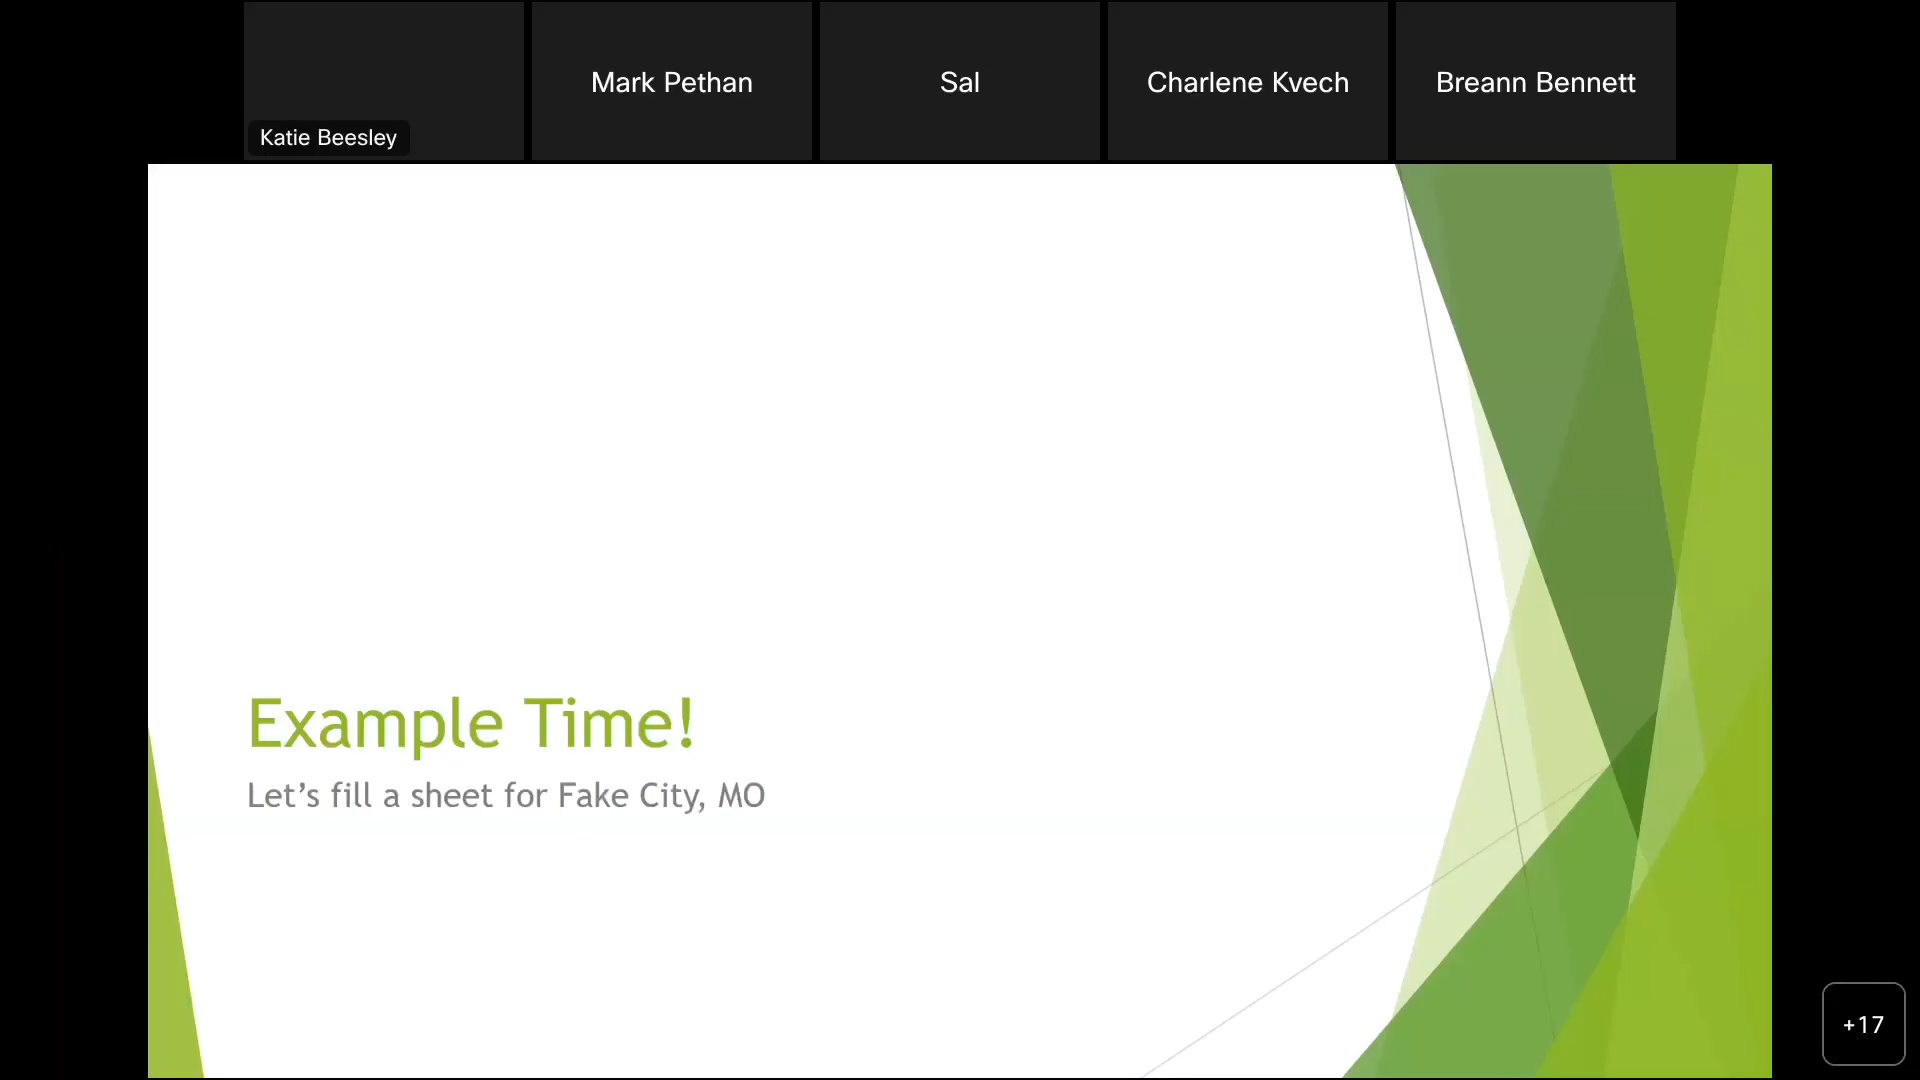 Katie Beesley
Mark Pethan
Sal
Charlene Kvech
Breann Bennett
Example Time!
Let’s fill a sheet for Fake City, MO
+17